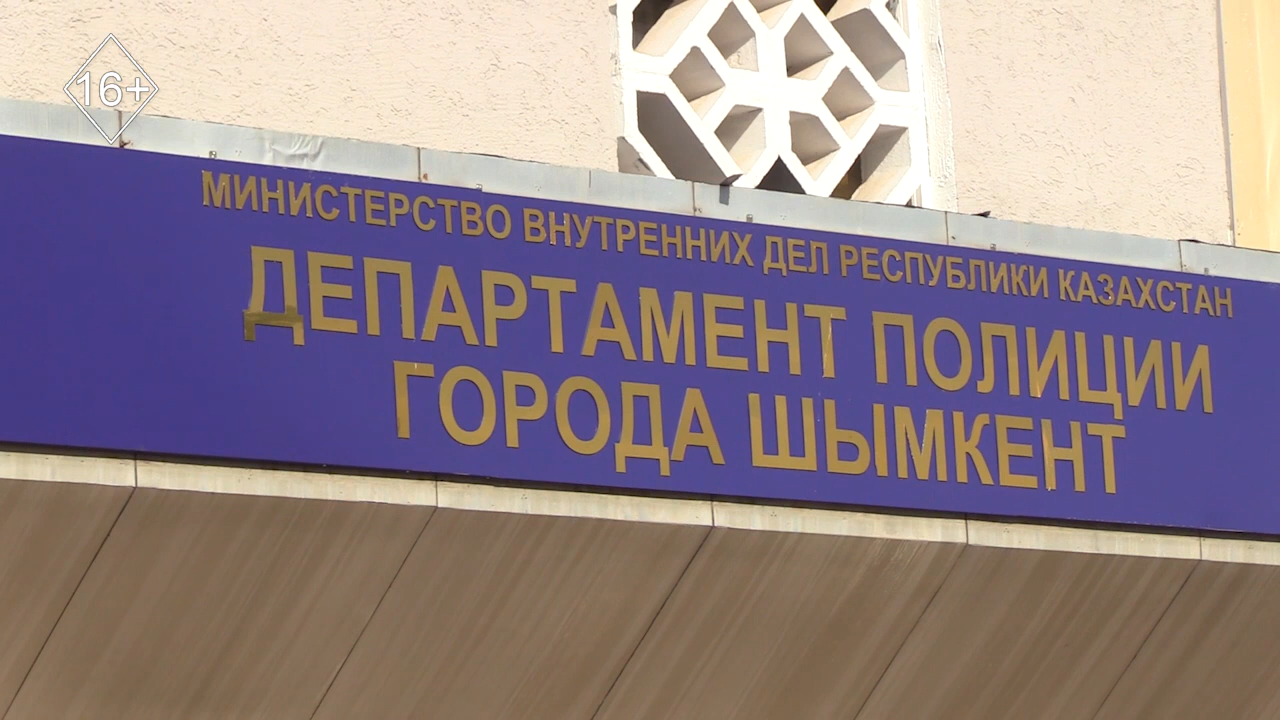 16+
МИНИСТЕРСТВО ВНУТРЕННИХ ДЕЛ РЕСПУБЛИКИ КАЗАХСТАН
ДЕПАРТАМЕНТ ПОЛИЦИИ
ГОРОДА ШЫМКЕНТ